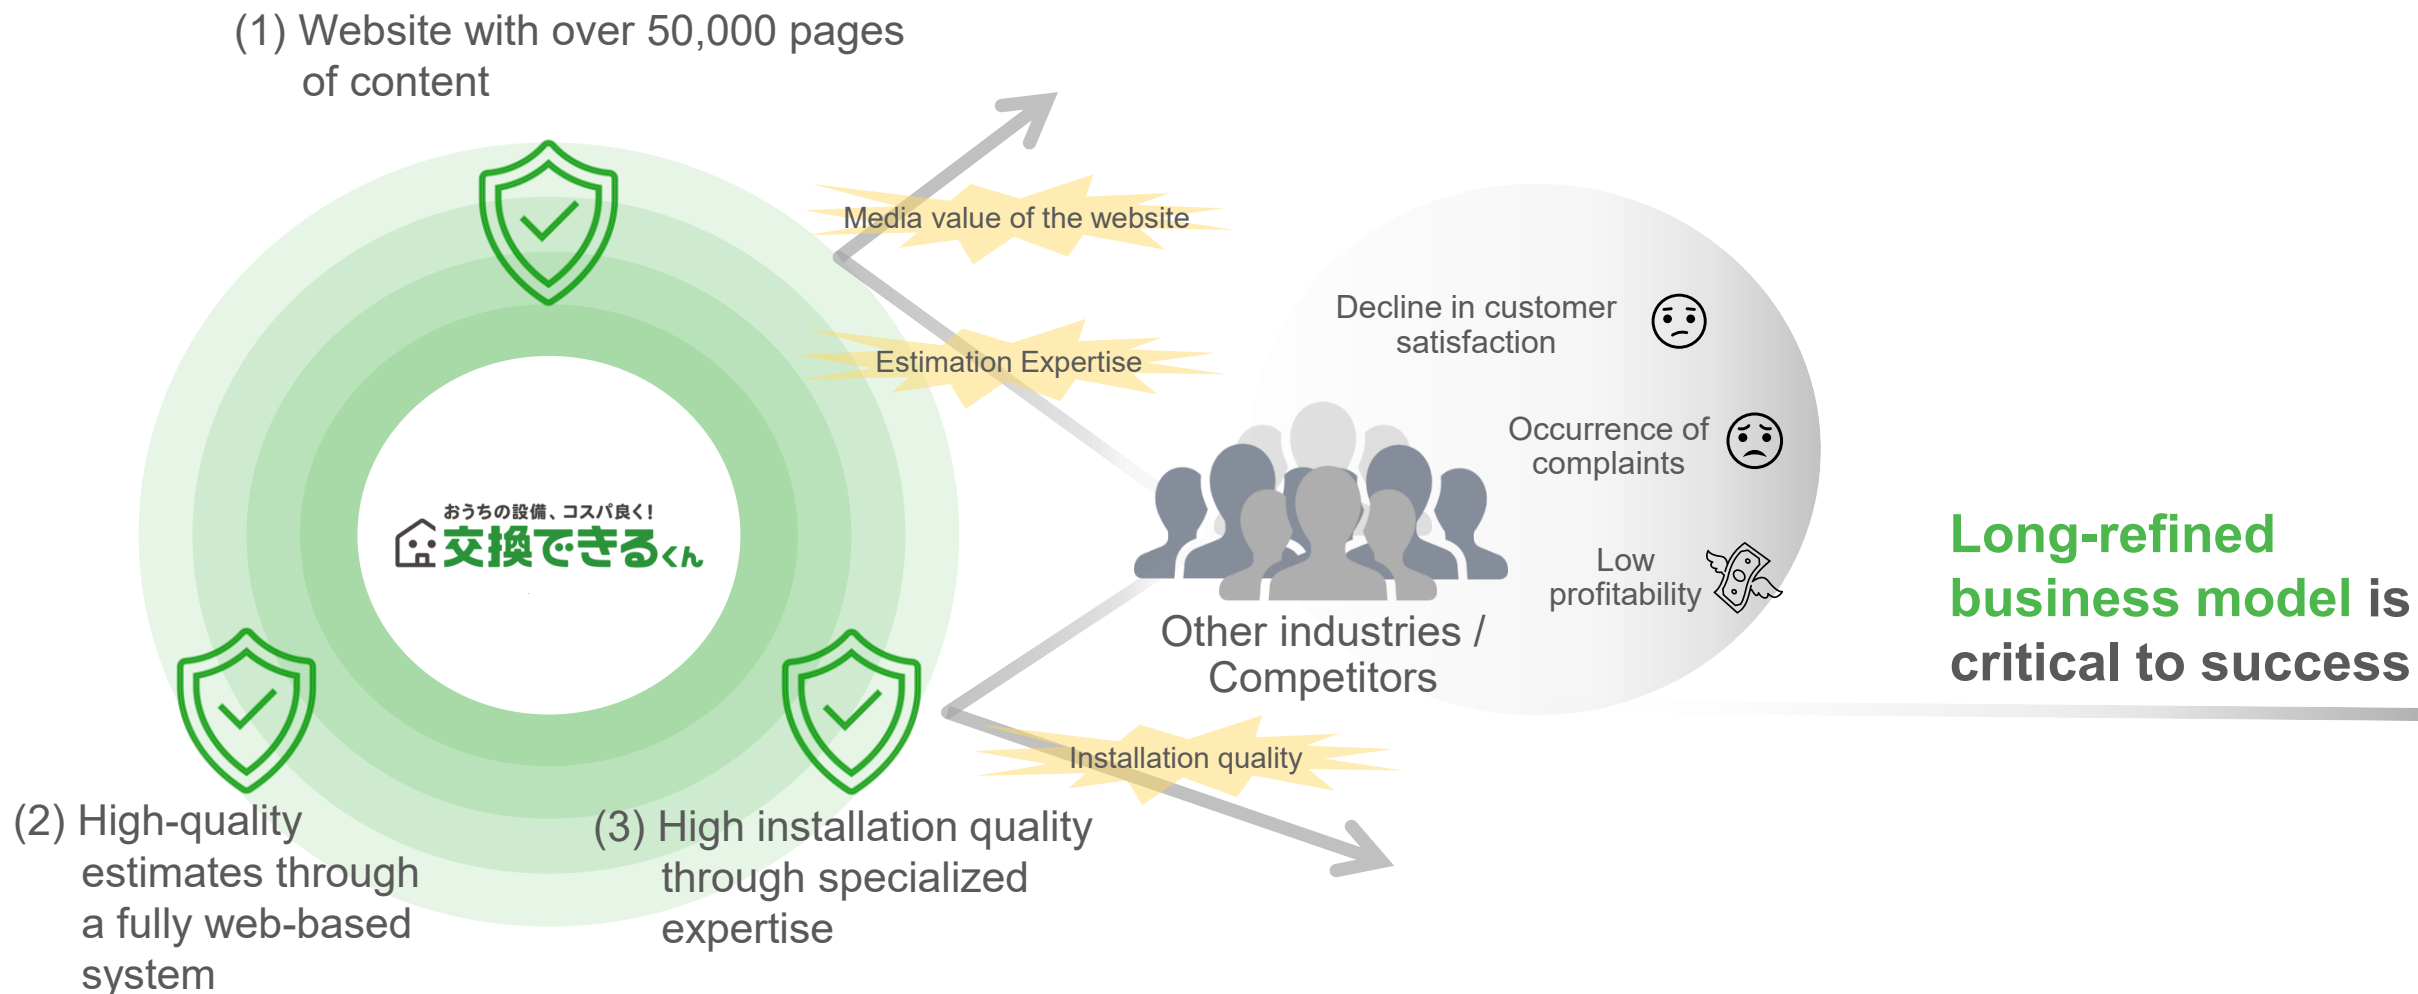 (1) Website with over 50,000 pages
of content
Media value of the website
Estimation Expertise
Decline in customer
satisfaction
Occurrence of
complaints
Low
profitability
おうちの設備、コスパ良く!
交換できるくん
Other industries /
Competitors
Installation quality
(2) High-quality
estimates through
a fully web-based
system
(3) High installation quality
through specialized
expertise
Long-refined
business model is
critical to success